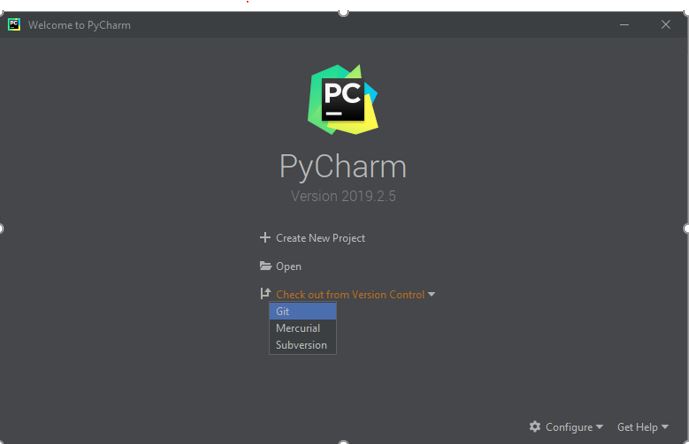 Welcome to PyCharm
PC
PyCharm
Version 2019.2.5
Create New Project
Open
Check out from Version Control
Git
Mercurial
Subversion
Configure
Get Help